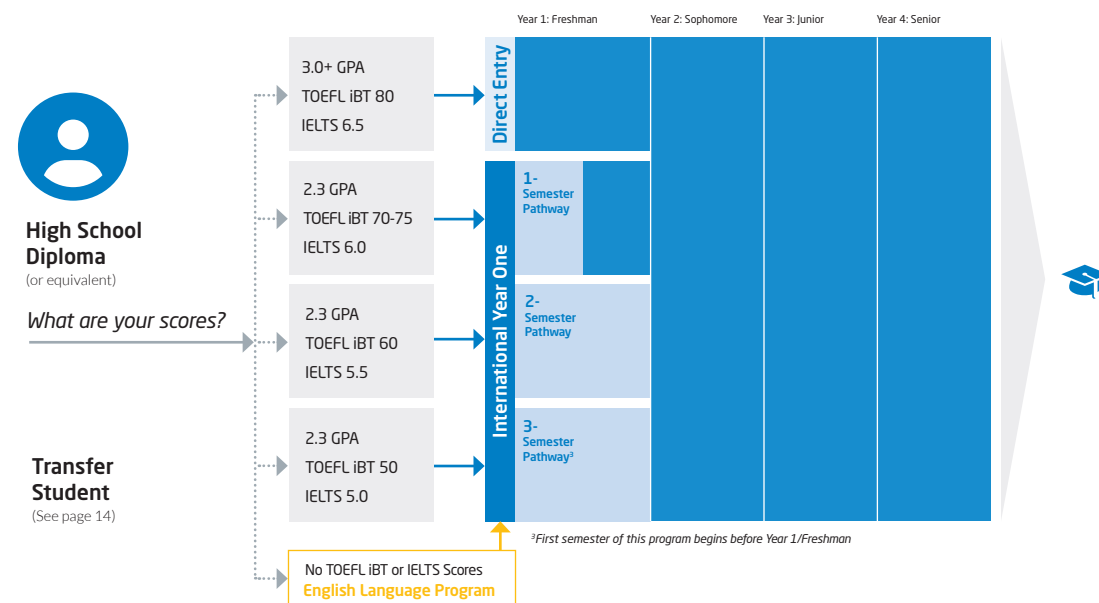 Year 1: Freshman
Year 2: Sophomore
Year 3: Junior
Year 4: Senior
High School
Diploma
(or equivalent)
What are your scores?
Transfer
Student
(See page 14)
3.0+ GPA
TOEFL iBT 80
IELTS 6.5
Direct Entry
2.3 GPA
TOEFL iBT 70-75
IELTS 6.0
2.3 GPA
TOEFL iBT 60
IELTS 5.5
2.3 GPA
TOEFL iBT 50
IELTS 5.0
International Year One
1-
Semester
Pathway
2-
Semester
Pathway
3-
Semester
Pathway³
³First semester of this program begins before Year 1/Freshman
No TOEFL iBT or IELTS Scores
English Language Program